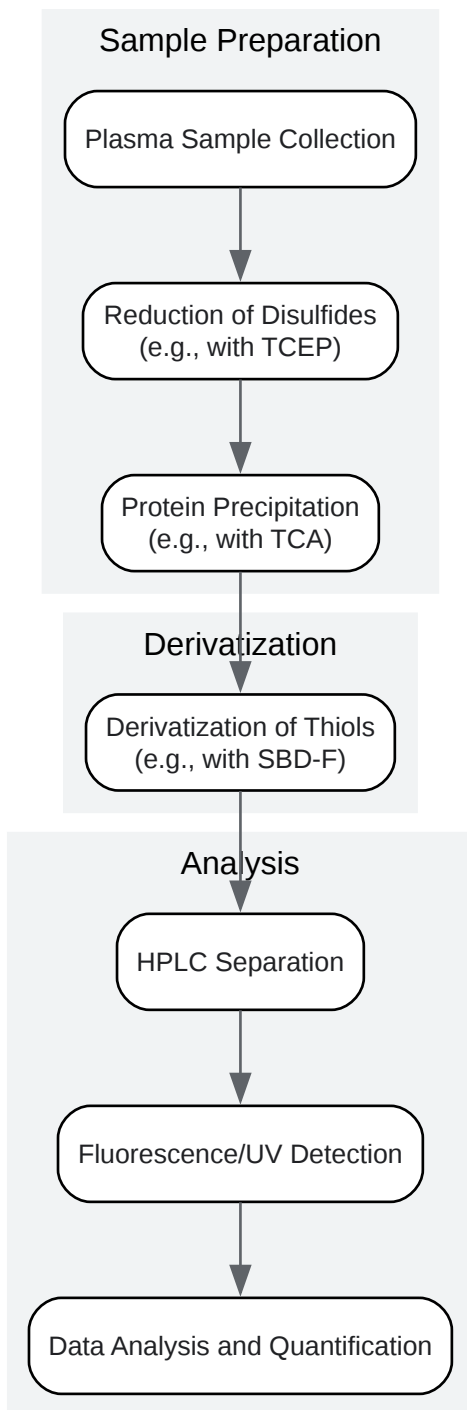 Sample Preparation
Plasma Sample Collection
Reduction of Disulfides
(e.g., with TCEP)
Protein Precipitation
(e.g., with TCA)
Derivatization
Derivatization of Thiols
(e.g., with SBD-F)
Analysis
HPLC Separation
Fluorescence/UV Detection
Data Analysis and Quantification